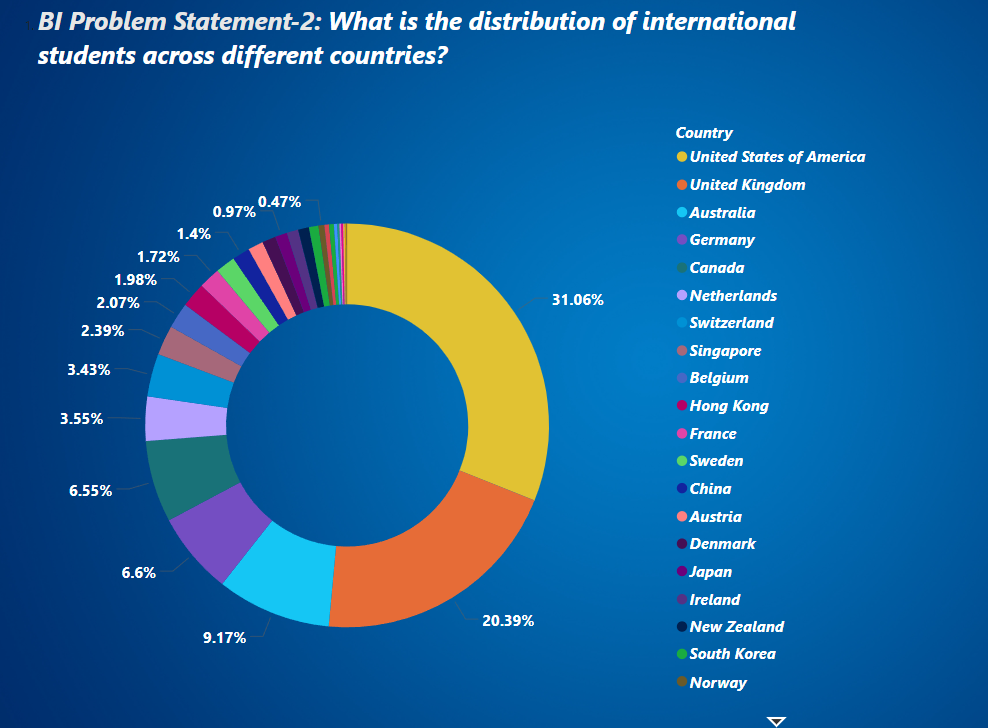 BI Problem Statement-2: What is the distribution of international
students across different countries?
Country
United States of America
United Kingdom
Australia
Germany
Canada
Netherlands
Switzerland
Singapore
Belgium
Hong Kong
France
Sweden
China
Austria
Denmark
Japan
Ireland
New Zealand
South Korea
Norway
0.47%
0.97%
1.4%
1.72%
1.98%
2.07%
2.39%
3.43%
3.55%
6.55%
6.6%
9.17%
20.39%
31.06%